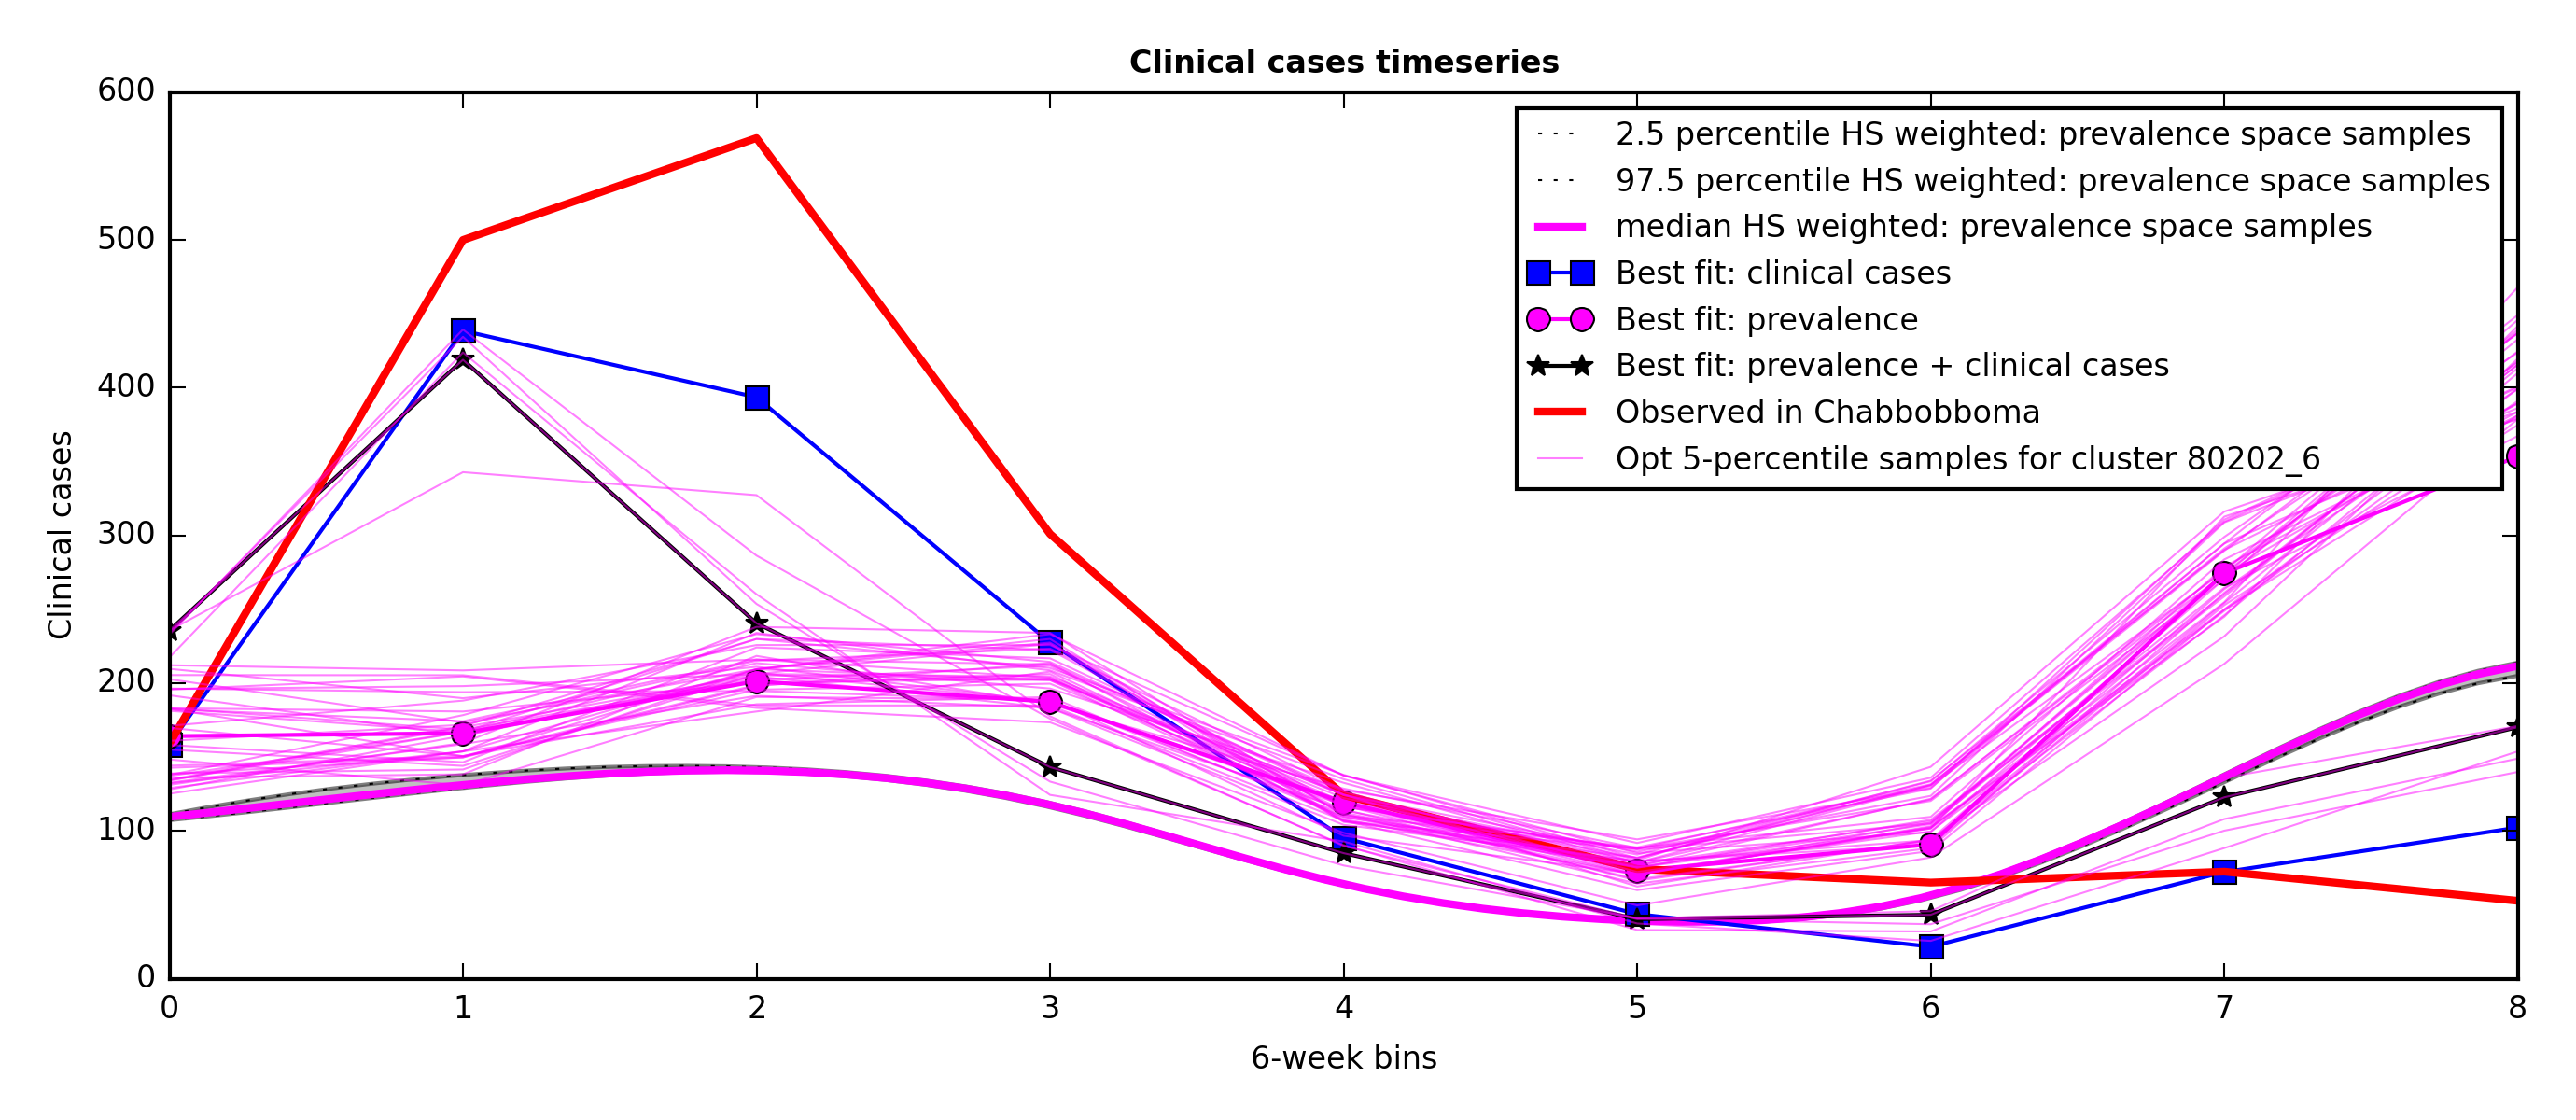 Clinical cases timeseries
600
500
400
300
200
100
0
Clinical cases
2.5 percentile HS weighted: prevalence space samples
97.5 percentile HS weighted: prevalence space samples
median HS weighted: prevalence space samples
Best fit: clinical cases
Best fit: prevalence
Best fit: prevalence + clinical cases
Observed in Chabbobboma
Opt 5-percentile samples for cluster 80202_6
0 1 2 3 4 5 6 7 8
6-week bins